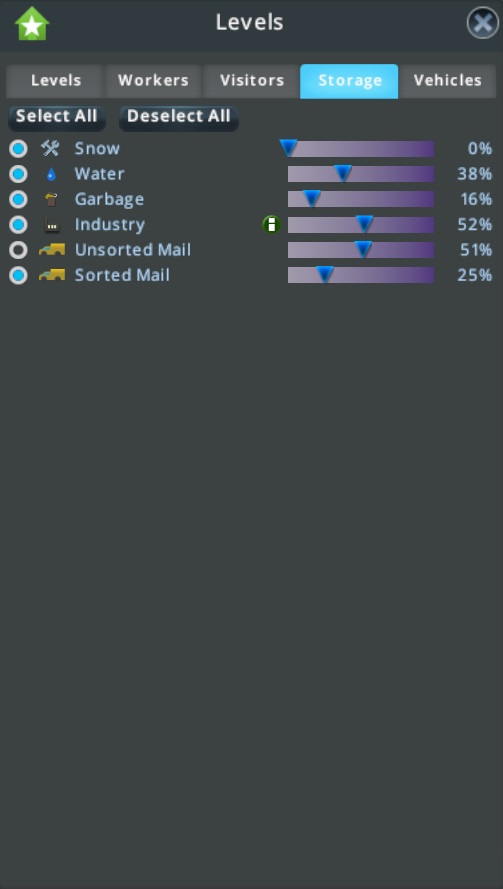 Levels
Levels Workers Visitors Storage Vehicles
Select All Deselect All
Snow 0%
Water 38%
Garbage 16%
Industry 52%
Unsorted Mail 51%
Sorted Mail 25%